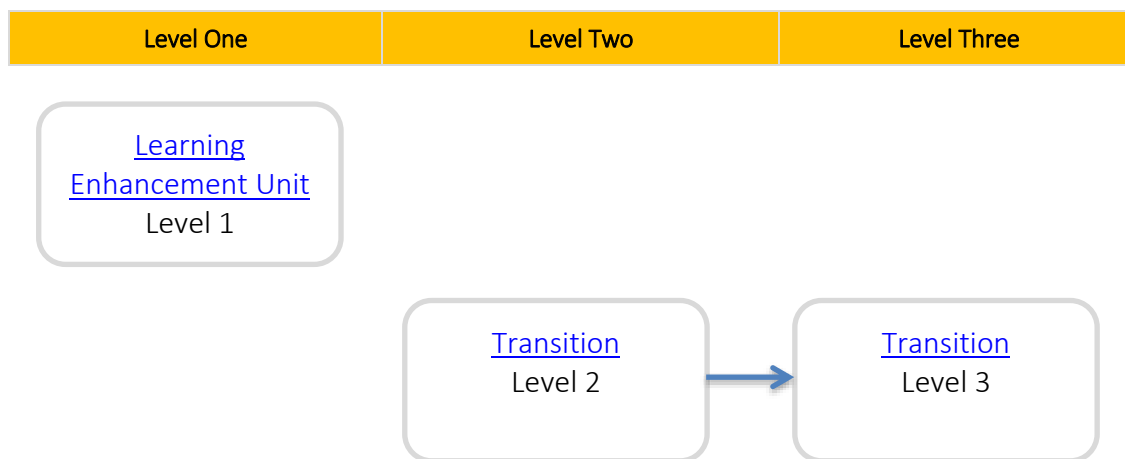 Level One Level Two Level Three
Learning
Enhancement Unit
Level 1
Transition Transition
Level 2 Level 3